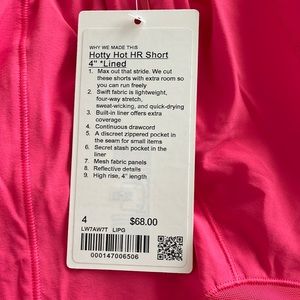 WHY WE MADE THIS
Hotty Hot HR Short
4" *Lined
1. Max out that stride. We cut
these shorts with extra room so
you can run freely
2. Swift fabric is lightweight,
four-way stretch,
sweat-wicking, and quick-drying
3. Built-in liner offers extra
coverage
4. Continuous drawcord
5. A discreet zippered pocket in
the seam for small items
6. Secret stash pocket in the
liner
7. Mesh fabric panels
8. Reflective details
9. High rise, 4" length
4 $68.00
LW7AW7T LIPG
000147006506